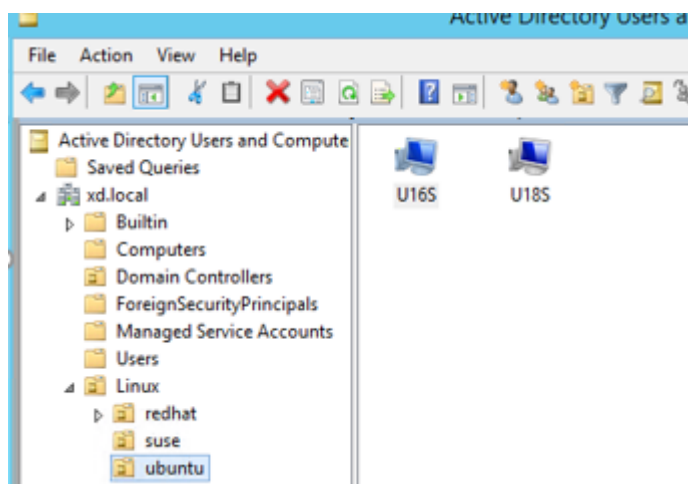 Active Directory Users a
File Action View Help
Active Directory Users and Compute
Saved Queries
xd.local
Builtin
Computers
Domain Controllers
ForeignSecurityPrincipals
Managed Service Accounts
Users
Linux
redhat
suse
ubuntu
U16S U18S